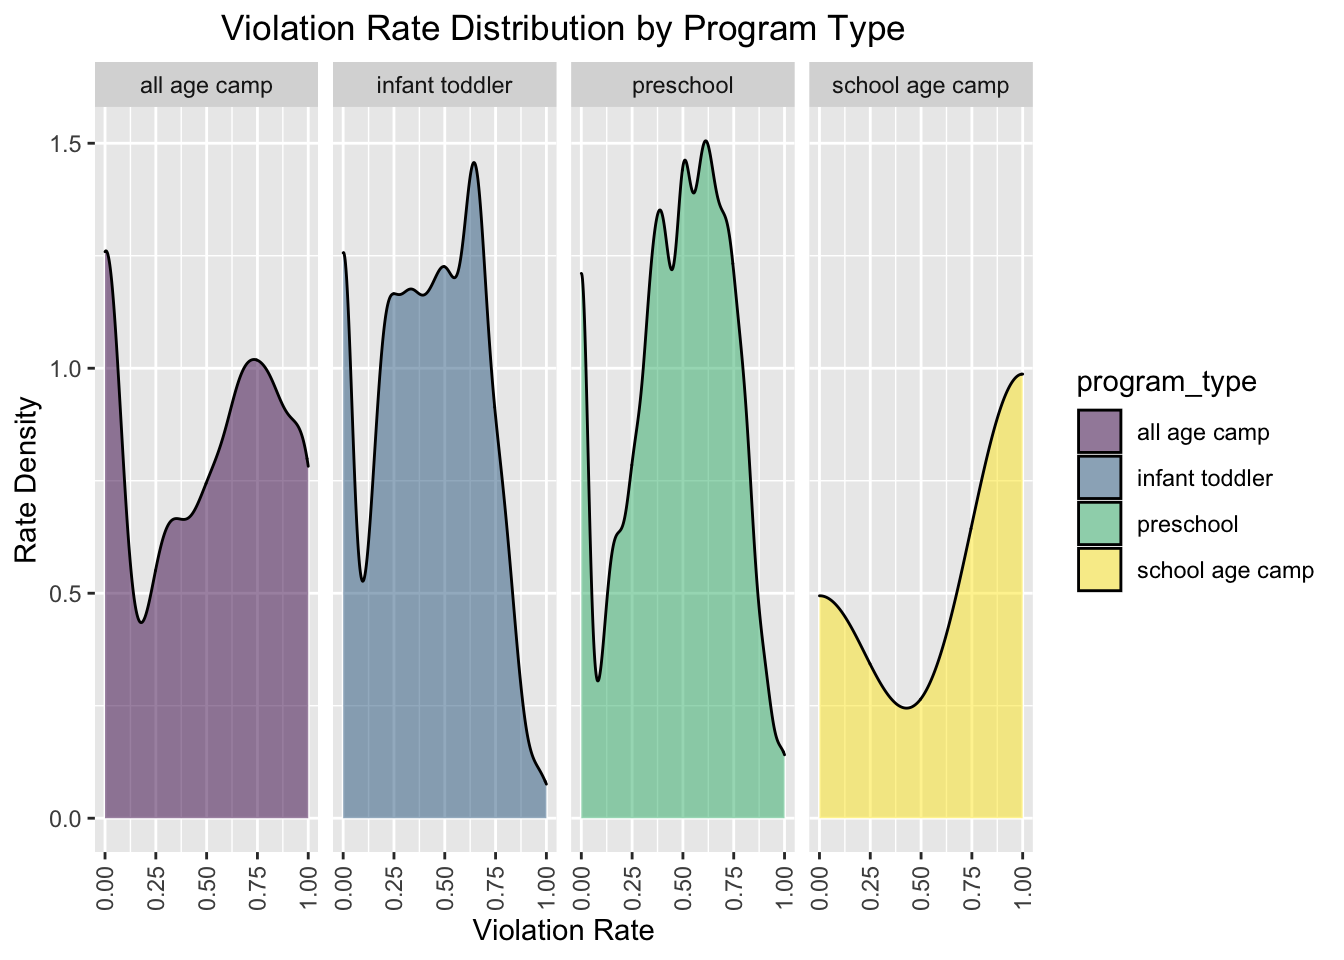 Violation Rate Distribution by Program Type
all age camp
infant toddler
preschool
school age camp
Rate Density
1.5
1.0
0.5
0.0
0.00 0.25 0.50 0.75 1.00
0.00 0.25 0.50 0.75 1.00
0.00 0.25 0.50 0.75 1.00
0.00 0.25 0.50 0.75 1.00
Violation Rate
program_type
all age camp
infant toddler
preschool
school age camp